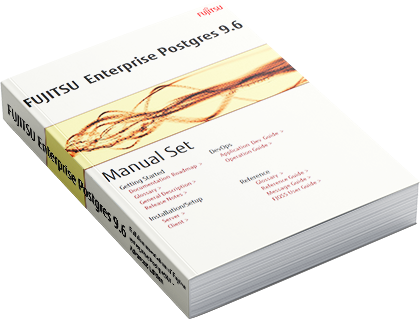 FUJITSU
FUJITSU Enterprise Postgres 9.6
Manual Set
Getting Started
Documentation Roadmap >
Glossary >
General Description >
Release Notes >
Installation/Setup
Server >
Client >
DevOps
Application Dev Guide >
Operation Guide >
Reference
Glossary >
Reference Guide >
Message Guide >
FOSS User Guide >
FUJITSU Enterprise Postgres 9.6